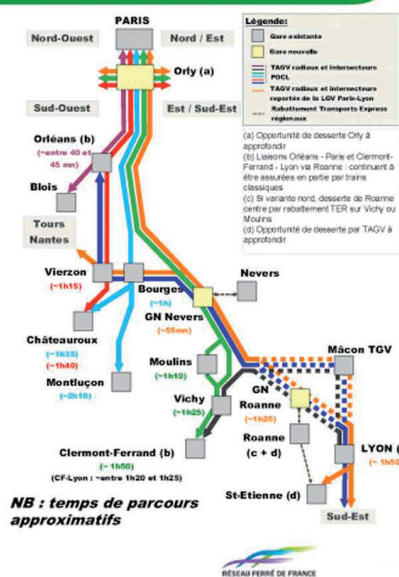 PARIS
Nord-Ouest
Nord / Est
Orly (a)
Sud-Ouest
Est / Sud-Est
Légende:
Gare existante
Gare nouvelle
TAGV radiaux et intersecteurs
POCL
TAGV radiaux et intersecteurs
reportés de la LGV Paris-Lyon
Rabattement Transports Express
régionaux
(a) Opportunité de desserte Orly à
approfondir
(b) Liaisons Orléans - Paris et Clermont-
Ferrand - Lyon via Roanne : continuent à
être assurées en partie par trains
classiques
(c) Si variante nord, desserte de Roanne
centre par rabattement TER sur Vichy ou
Moulins
(d) Opportunité de desserte par TAGV à
approfondir
Orléans (b)
(~entre 40 et
45 mn)
Blois
Tours
Nantes
Vierzon
(~1h15)
Bourges
(~1h)
Nevers
GN Nevers
(~55mn)
Châteauroux
(~1h35)
(~1h40)
Montluçon
(~2h10)
Moulins
(~1h10)
Mâcon TGV
Vichy
(~1h25)
GN
Roanne
(~1h25)
Roanne
(c + d)
LYON (
(~ 1h50
Clermont-Ferrand (b)
(~ 1h50)
(CF-Lyon : ~entre 1h20 et 1h25)
St-Etienne (d)
Sud-Est
NB : temps de parcours
approximatifs
RÉSEAU FERRÉ DE FRANCE